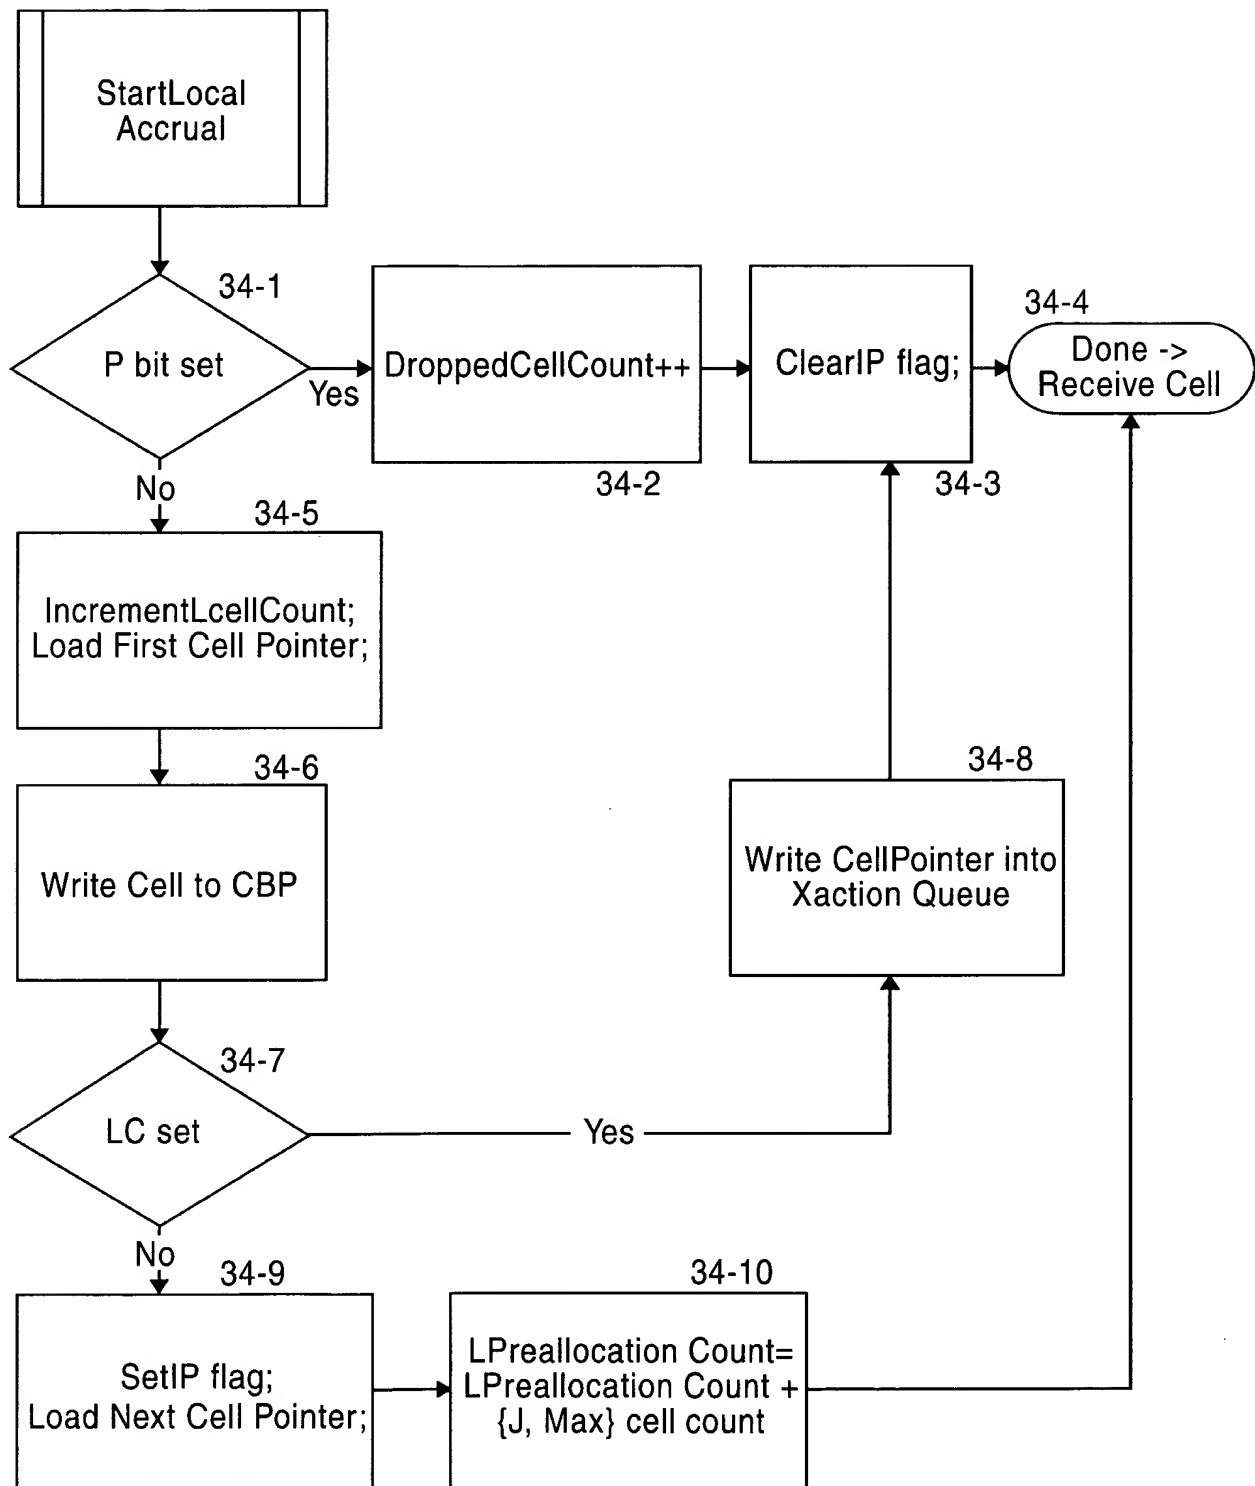 StartLocal
Accrual
34-1
P bit set
Yes
No
DroppedCellCount++
34-2
ClearIP flag;
34-3
34-4
Done ->
Receive Cell
34-5
IncrementLcellCount;
Load First Cell Pointer;
34-6
Write Cell to CBP
34-7
LC set
Yes
No
34-8
Write CellPointer into
Xaction Queue
34-9
SetIP flag;
Load Next Cell Pointer;
34-10
LPreallocation Count=
LPreallocation Count +
{J, Max} cell count